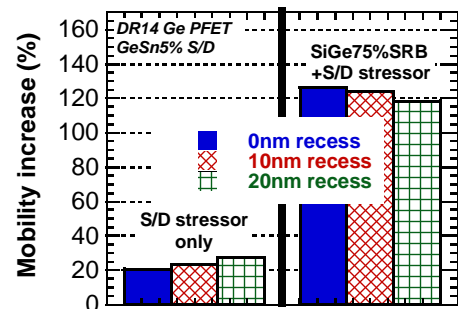 Mobility increase (%)
160
140
120
100
80
60
40
20
0
DR14 Ge PFET
GeSn5% S/D
SiGe75%SRB
+S/D stressor
0nm recess
10nm recess
20nm recess
S/D stressor
only